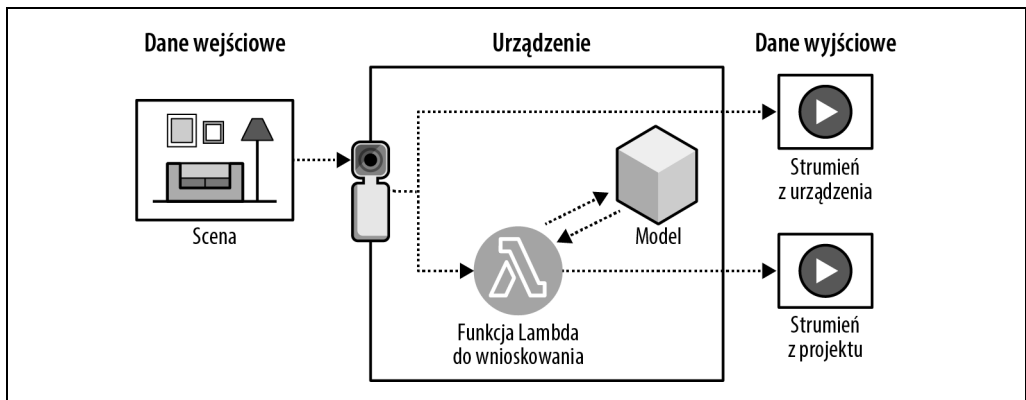 Dane wejściowe
Urządzenie
Dane wyjściowe
Scena
Model
Funkcja Lambda
do wnioskowania
Strumień
z urządzenia
Strumień
z projektu